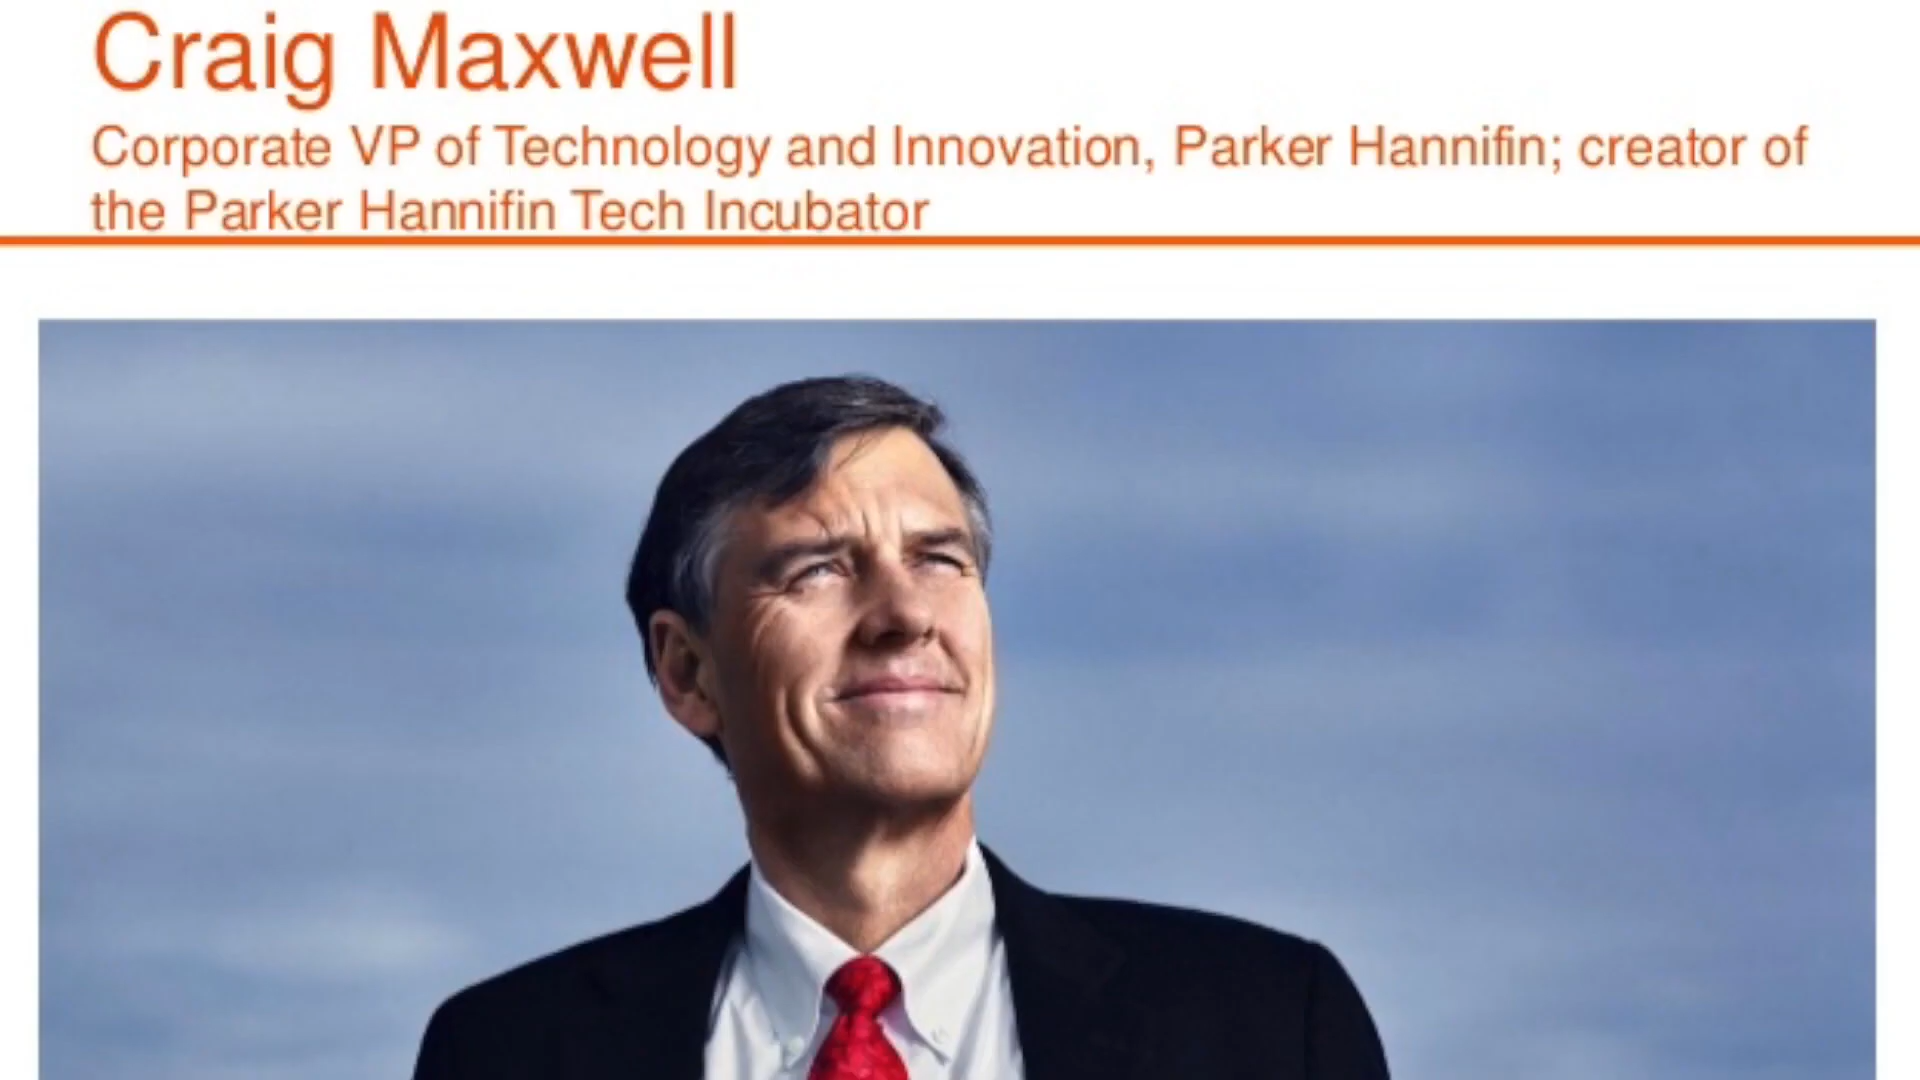 Craig Maxwell
Corporate VP of Technology and Innovation, Parker Hannifin; creator of
the Parker Hannifin Tech Incubator